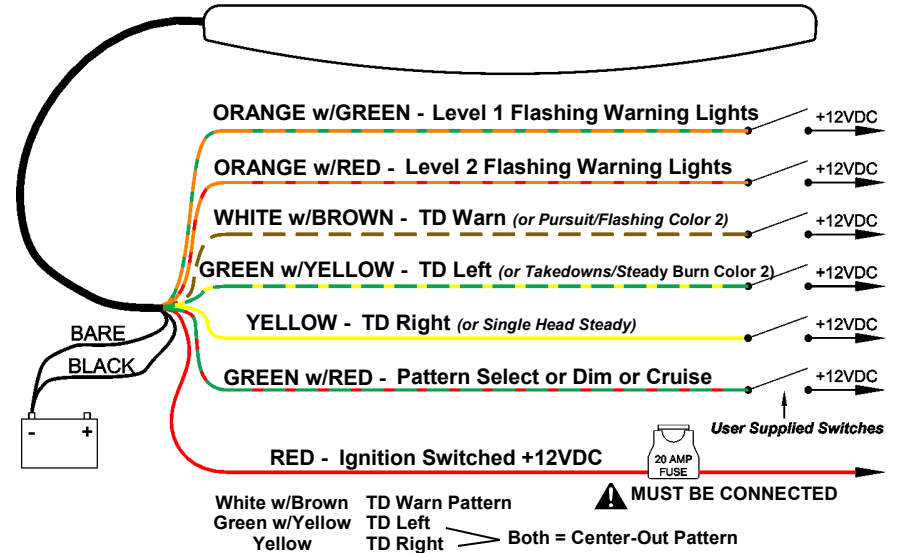 ORANGE w/GREEN - Level 1 Flashing Warning Lights
+12VDC
ORANGE w/RED - Level 2 Flashing Warning Lights
+12VDC
WHITE w/BROWN - TD Warn (or Pursuit/Flashing Color 2)
+12VDC
GREEN w/YELLOW - TD Left (or Takedowns/Steady Burn Color 2)
+12VDC
YELLOW - TD Right (or Single Head Steady)
+12VDC
BARE
BLACK
GREEN w/RED - Pattern Select or Dim or Cruise
+12VDC
User Supplied Switches
- +
RED - Ignition Switched +12VDC
20 AMP
FUSE
! MUST BE CONNECTED
White w/Brown TD Warn Pattern
Green w/Yellow TD Left
Yellow TD Right
Both = Center-Out Pattern